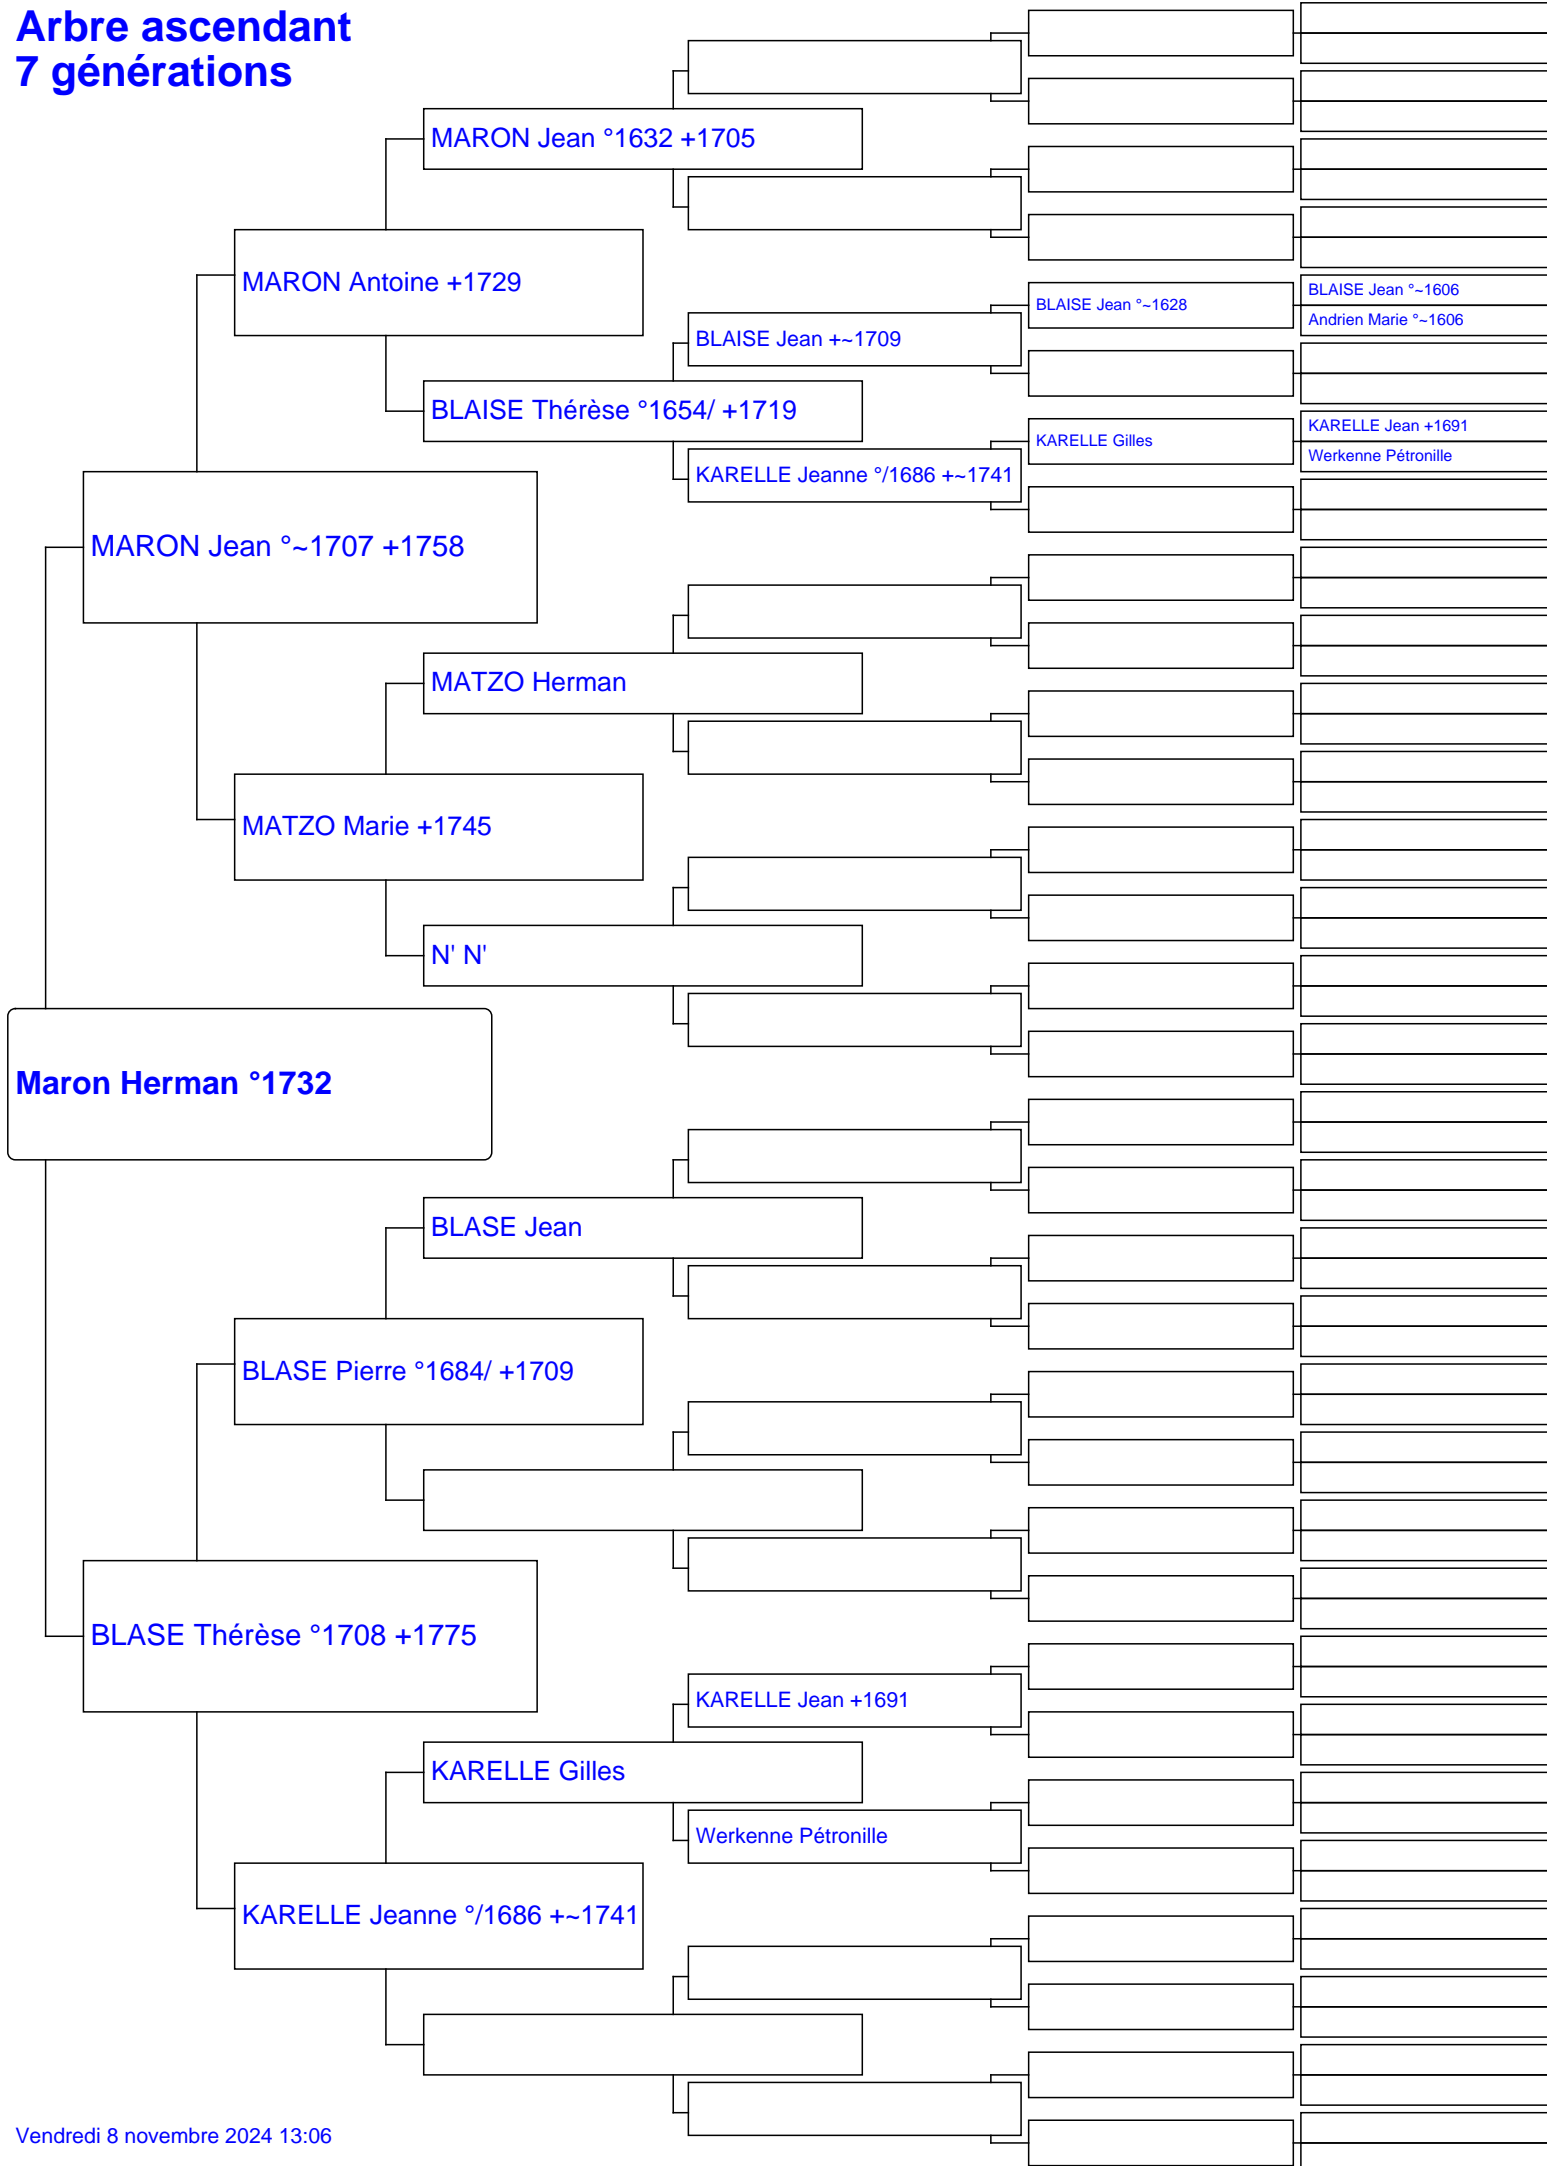 Arbre ascendant
7 générations
MARON Jean °1632 +1705
MARON Antoine +1729
BLAISE Jean °~1606
BLAISE Jean °~1628
Andrien Marie °~1606
BLAISE Jean +~1709
BLAISE Thérèse °1654/ +1719
KARELLE Jean +1691
KARELLE Gilles
Werkenne Pétronille
KARELLE Jeanne °/1686 +~1741
MARON Jean °~1707 +1758
MATZO Herman
MATZO Marie +1745
N' N'
Maron Herman °1732
BLASE Jean
BLASE Pierre °1684/ +1709
BLASE Thérèse °1708 +1775
KARELLE Jean +1691
KARELLE Gilles
Werkenne Pétronille
KARELLE Jeanne °/1686 +~1741
Vendredi 8 novembre 2024 13:06